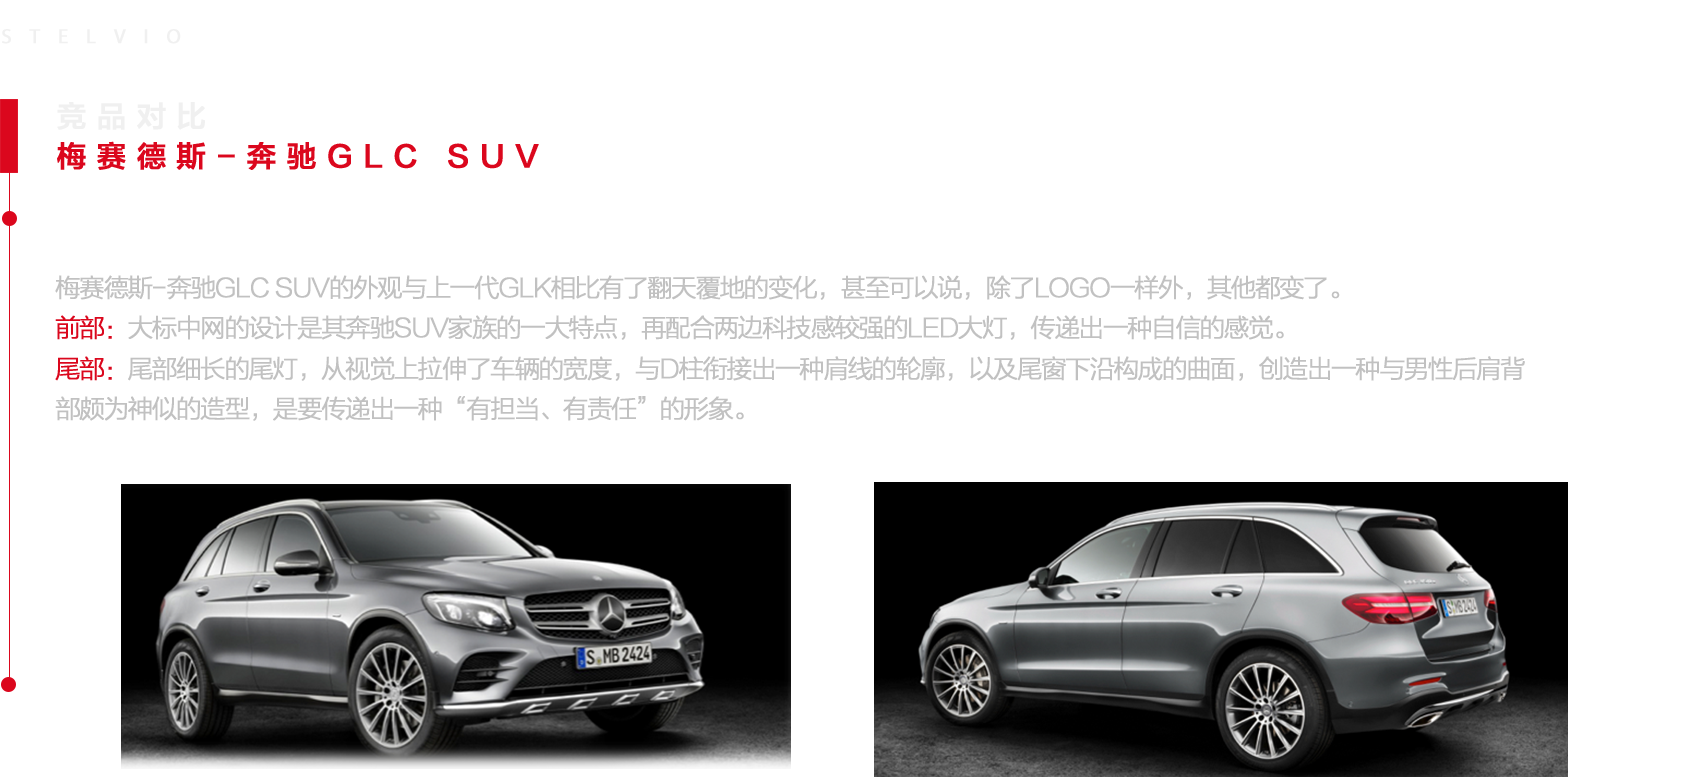 STELVIO
竞品对比
梅赛德斯-奔驰GLC SUV
梅赛德斯-奔驰GLC SUV的外观与上一代GLK相比有了翻天覆地的变化，甚至可以说，除了LOGO一样外，其他都变了。
前部：大标中网的设计是其奔驰SUV家族的一大特点，再配合两边科技感较强的LED大灯，传递出一种自信的感觉。
尾部：尾部细长的尾灯，从视觉上拉伸了车辆的宽度，与D柱衔接出一种肩线的轮廓，以及尾窗下沿构成的曲面，创造出一种与男性后肩背
部颇为神似的造型，是要传递出一种“有担当、有责任”的形象。
S MB 2424
S MB 2424